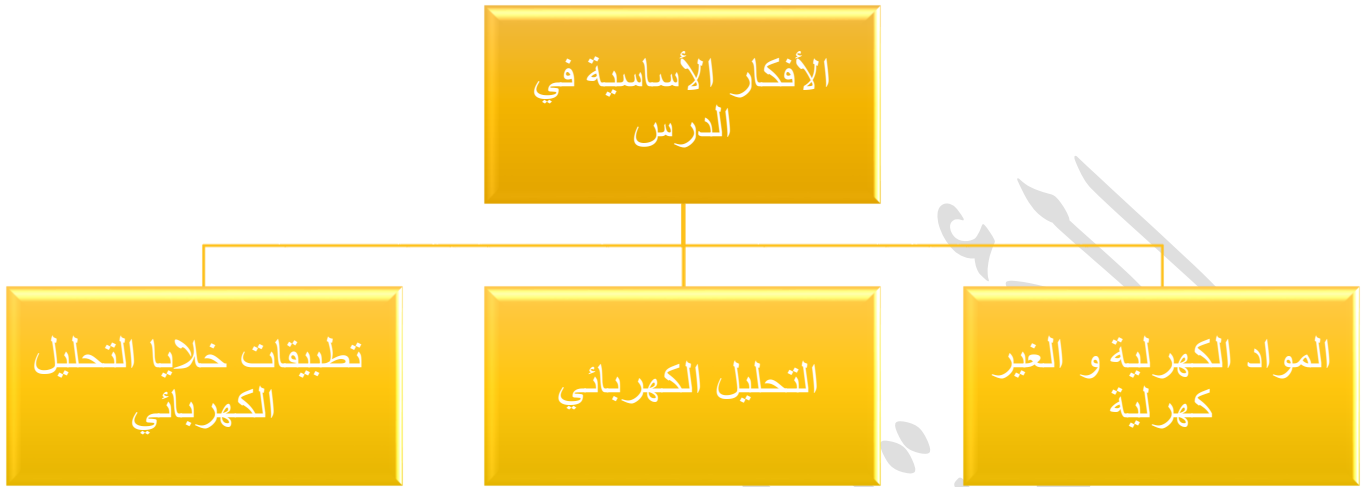 الأفكار الأساسية في
الدرس
المواد الكهرلية و الغير
كهرلية
التحليل الكهربائي
تطبيقات خلايا التحليل
الكهربائي